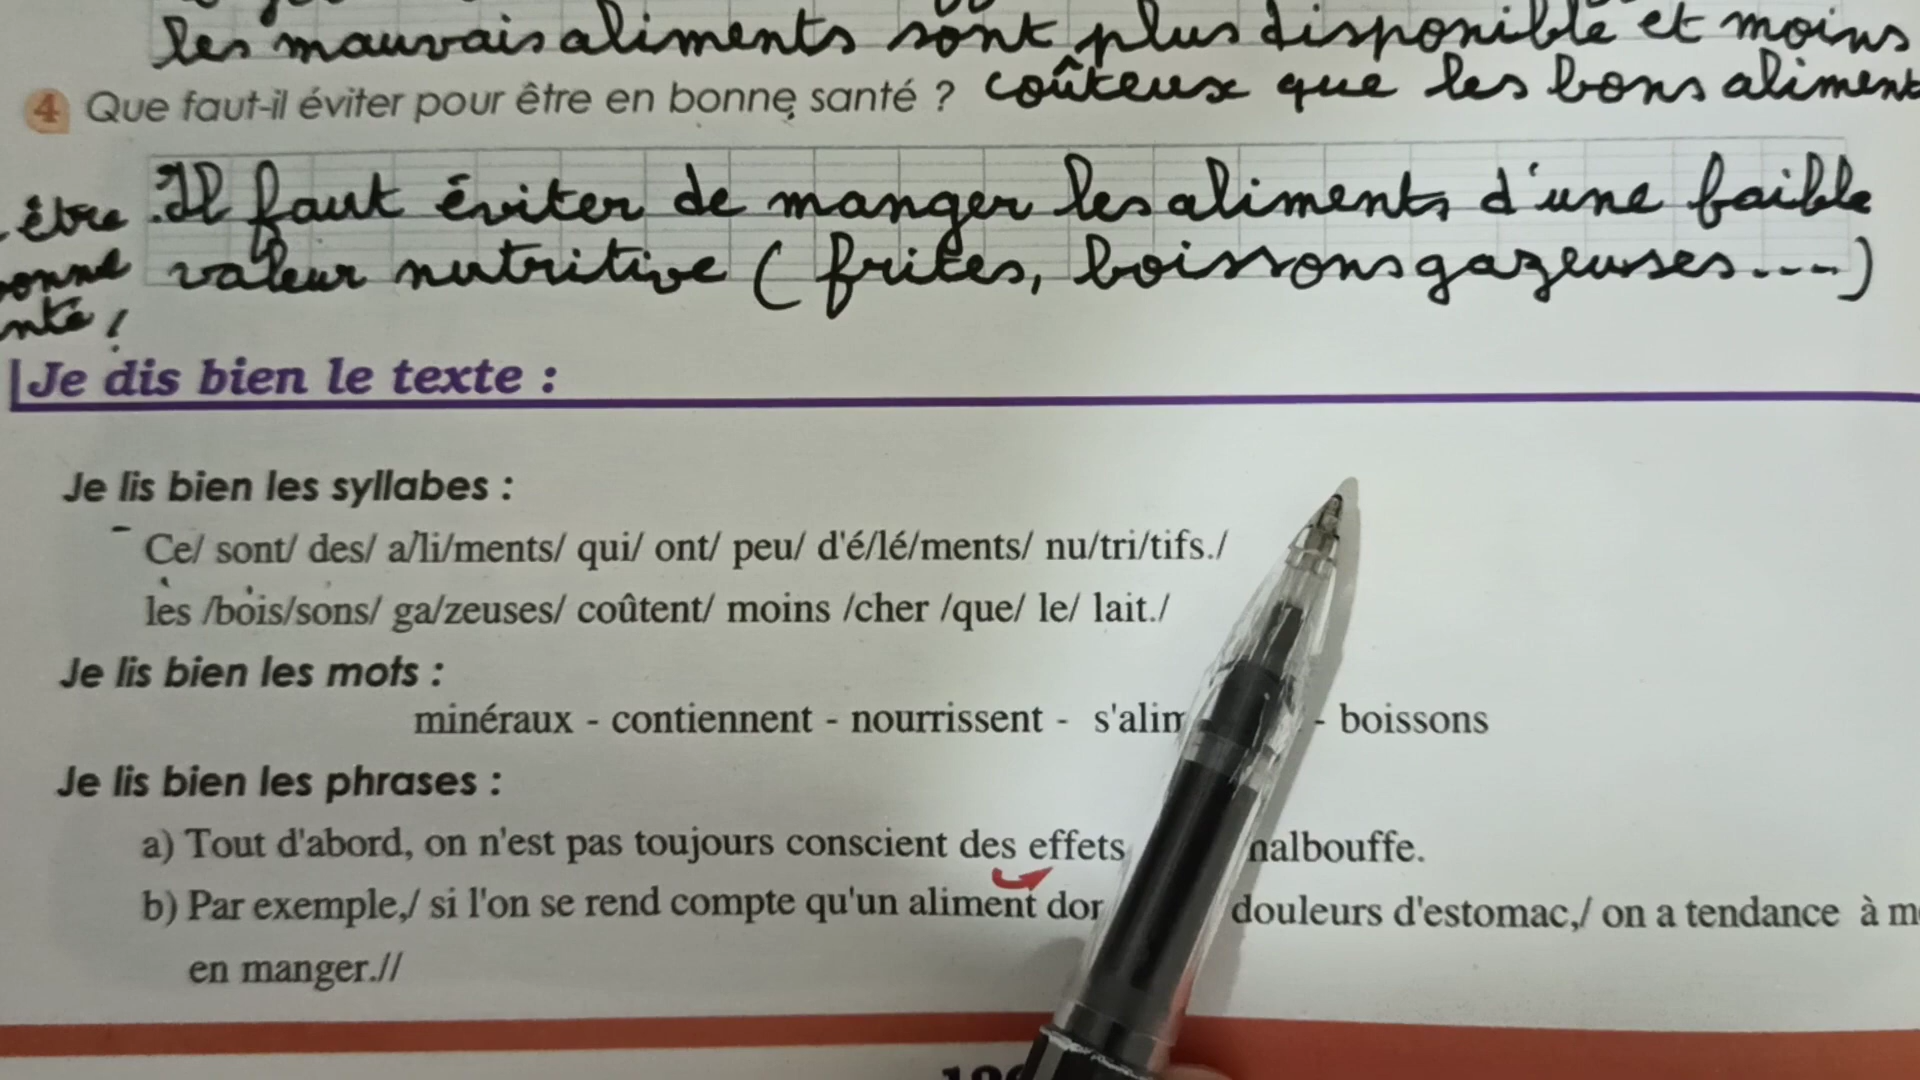 les mauvais aliments sont plus disponible et moins
4 Que faut-il éviter pour être en bonne santé ? coûteux que les bons aliment
être .Il faut éviter de manger les aliments d'une faible
valeur nutritive ( frites, boissons gazeuses....)
Je dis bien le texte :
Je lis bien les syllabes :
Ce/ sont/ des/ a/li/ments/ qui/ ont/ peu/ d'é/lé/ments/ nu/tri/tifs./
les /bois/sons/ ga/zeuses/ coûtent/ moins /cher /que/ le/ lait./
Je lis bien les mots :
minéraux - contiennent - nourrissent - s'alim - boissons
Je lis bien les phrases :
a) Tout d'abord, on n'est pas toujours conscient des effets nalbouffe.
b) Par exemple,/ si l'on se rend compte qu'un aliment dor douleurs d'estomac,/ on a tendance à m
en manger.//